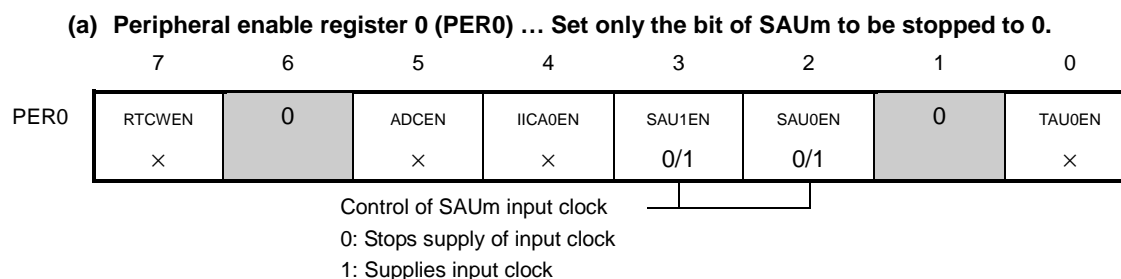 (a) Peripheral enable register 0 (PER0) … Set only the bit of SAUm to be stopped to 0.
7 6 5 4 3 2 1 0
PER0 RTCWEN 0 ADCEN IICA0EN SAU1EN SAU0EN 0 TAU0EN
× × × 0/1 0/1 ×
Control of SAUm input clock
0: Stops supply of input clock
1: Supplies input clock